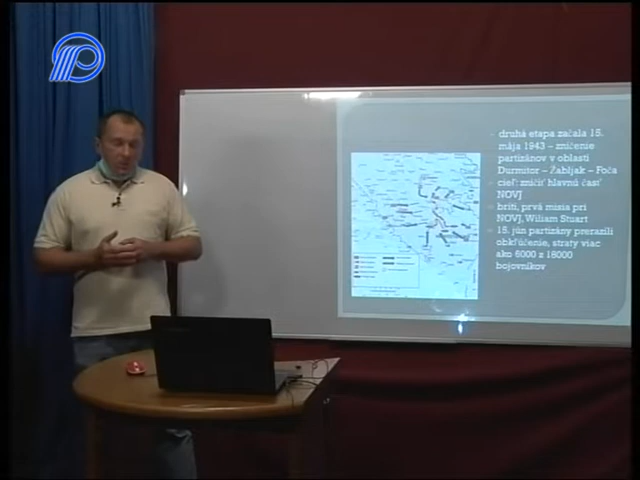 druhá etapa začala 15.
mája 1943 – zničenie
partizánov v oblasti
Durmitor – Žabljak – Foča
cieľ: zničiť hlavnú časť
NOVJ
briti, prvá misia pri
NOVJ, Wiliam Stuart
15. jún partizány prerazili
obkľúčenie, straty viac
ako 6000 z 18000
bojovníkov